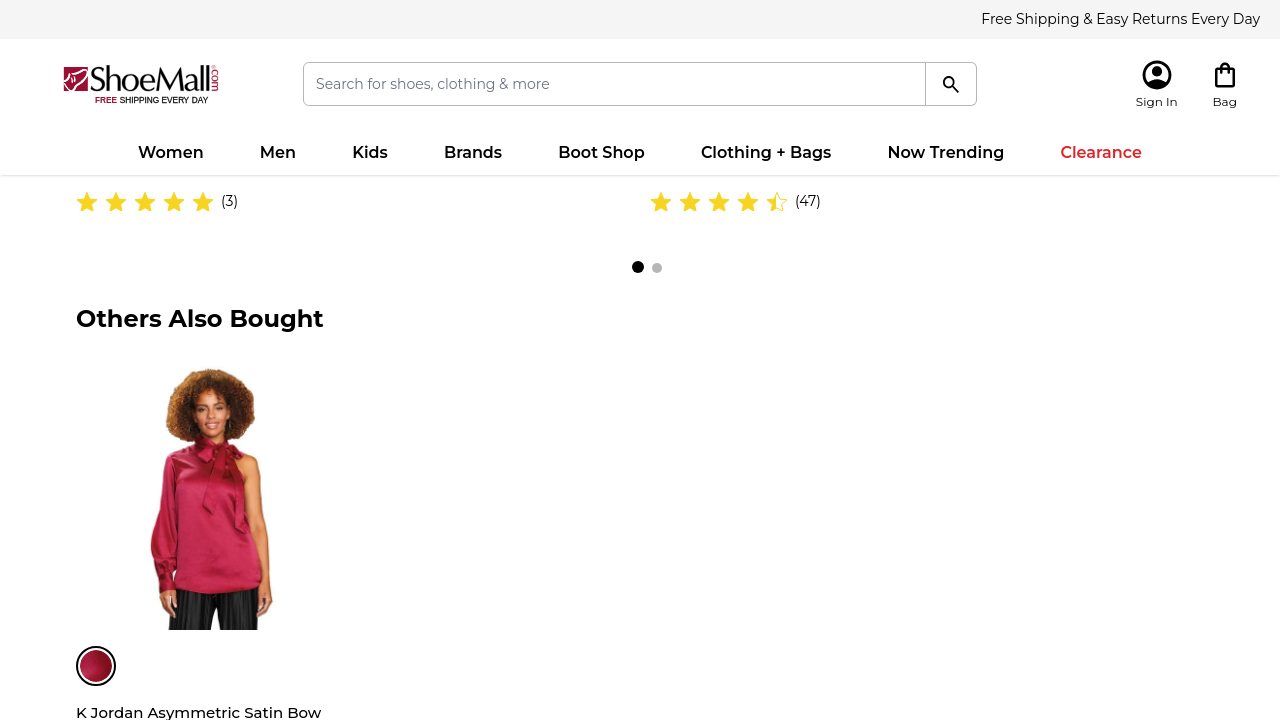 Free Shipping & Easy Returns Every Day
ShoeMall.com
FREE SHIPPING EVERY DAY
Search for shoes, clothing & more
Sign In
Bag
Women
Men
Kids
Brands
Boot Shop
Clothing + Bags
Now Trending
Clearance
(3)
(47)
Others Also Bought
K Jordan Asymmetric Satin Bow